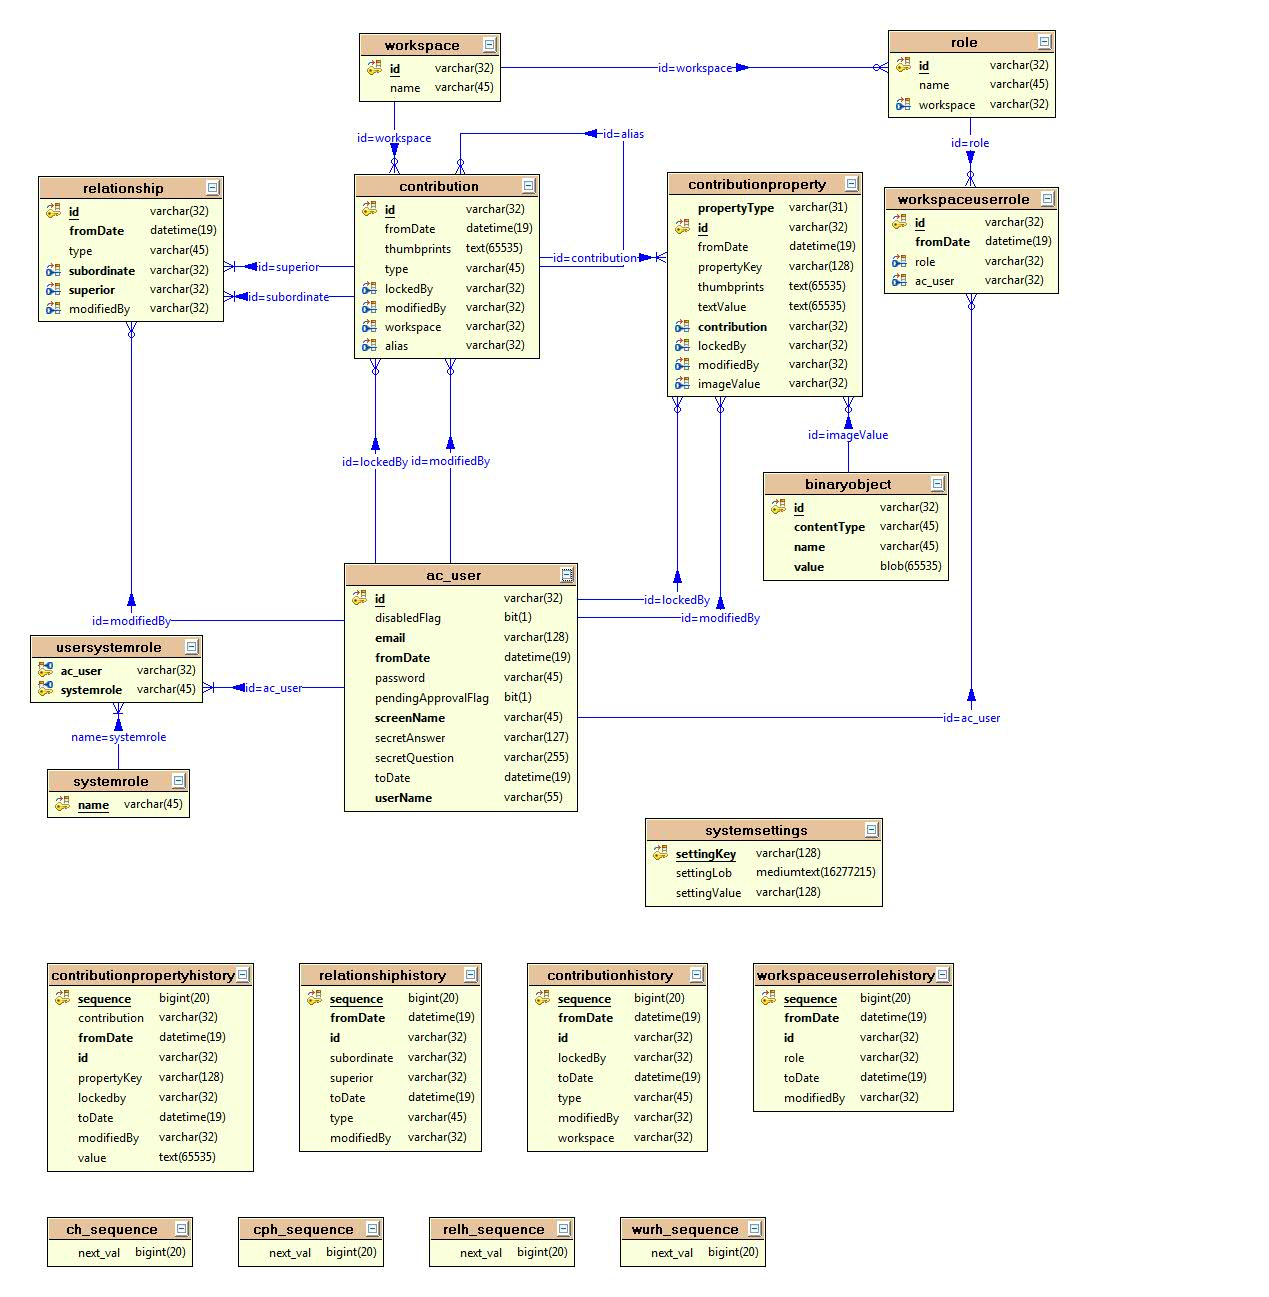 workspace
id varchar(32)
name varchar(45)
id=workspace
role
id varchar(32)
name varchar(45)
workspace varchar(32)
id=workspace
id=alias
id=role
relationship
id varchar(32)
fromDate datetime(19)
type varchar(45)
subordinate varchar(32)
superior varchar(32)
modifiedBy varchar(32)
id=superior
id=subordinate
contribution
id varchar(32)
fromDate datetime(19)
thumbprints text(65535)
type varchar(45)
lockedBy varchar(32)
modifiedBy varchar(32)
workspace varchar(32)
alias varchar(32)
id=contribution
contributionproperty
propertyType varchar(31)
id varchar(32)
fromDate datetime(19)
propertyKey varchar(128)
thumbprints text(65535)
textValue text(65535)
contribution varchar(32)
lockedBy varchar(32)
modifiedBy varchar(32)
imageValue varchar(32)
workspaceuserrole
id varchar(32)
fromDate datetime(19)
role varchar(32)
ac_user varchar(32)
id=imageValue
id=lockedBy
id=modifiedBy
binaryobject
id varchar(32)
contentType varchar(45)
name varchar(45)
value blob(65535)
ac_user
id varchar(32)
disabledFlag bit(1)
email varchar(128)
fromDate datetime(19)
password varchar(45)
pendingApprovalFlag bit(1)
screenName varchar(45)
secretAnswer varchar(127)
secretQuestion varchar(255)
toDate datetime(19)
userName varchar(55)
id=lockedBy
id=modifiedBy
id=modifiedBy
usersystemrole
ac_user varchar(32)
systemrole varchar(45)
id=ac_user
id=ac_user
name=systemrole
systemrole
name varchar(45)
systemsettings
settingKey varchar(128)
settingLob mediumtext(16277215)
settingValue varchar(128)
contributionpropertyhistory
sequence bigint(20)
contribution varchar(32)
fromDate datetime(19)
id varchar(32)
propertyKey varchar(128)
lockedby varchar(32)
toDate datetime(19)
modifiedBy varchar(32)
value text(65535)
relationshiphistory
sequence bigint(20)
fromDate datetime(19)
id varchar(32)
subordinate varchar(32)
superior varchar(32)
toDate datetime(19)
type varchar(45)
modifiedBy varchar(32)
contributionhistory
sequence bigint(20)
fromDate datetime(19)
id varchar(32)
lockedBy varchar(32)
toDate datetime(19)
type varchar(45)
modifiedBy varchar(32)
workspace varchar(32)
workspaceuserrolehistory
sequence bigint(20)
fromDate datetime(19)
id varchar(32)
role varchar(32)
toDate datetime(19)
modifiedBy varchar(32)
ch_sequence
next_val bigint(20)
cph_sequence
next_val bigint(20)
relh_sequence
next_val bigint(20)
wurh_sequence
next_val bigint(20)